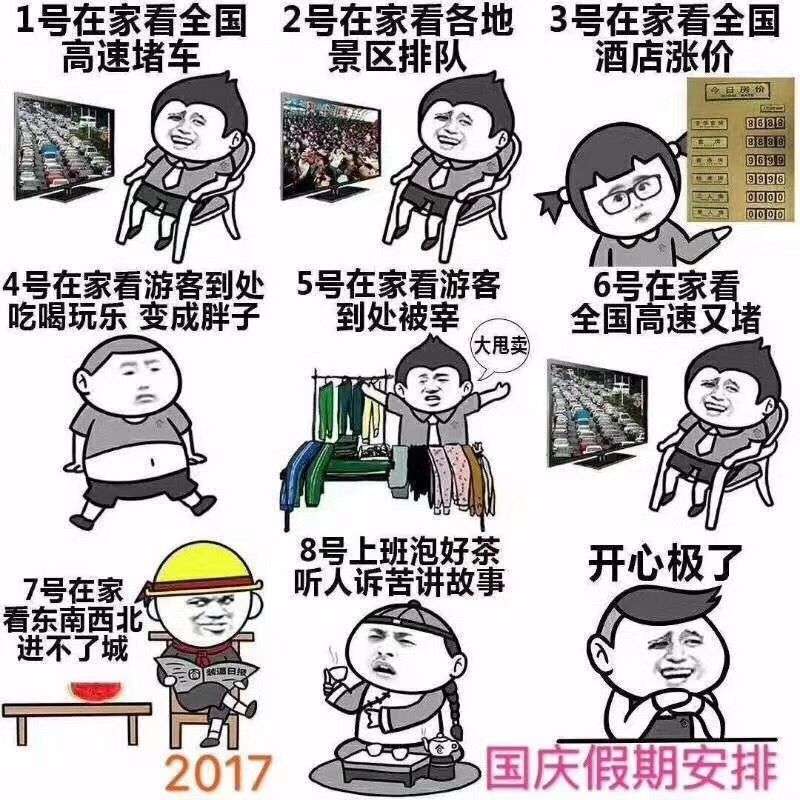 1号在家看全国
高速堵车
2号在家看各地
景区排队
3号在家看全国
酒店涨价
今日房价
4号在家看游客到处
吃喝玩乐 变成胖子
5号在家看游客
到处被宰
大甩卖
6号在家看
全国高速又堵
7号在家
看东南西北
进不了城
8号上班泡好茶
听人诉苦讲故事
开心极了
2017
国庆假期安排